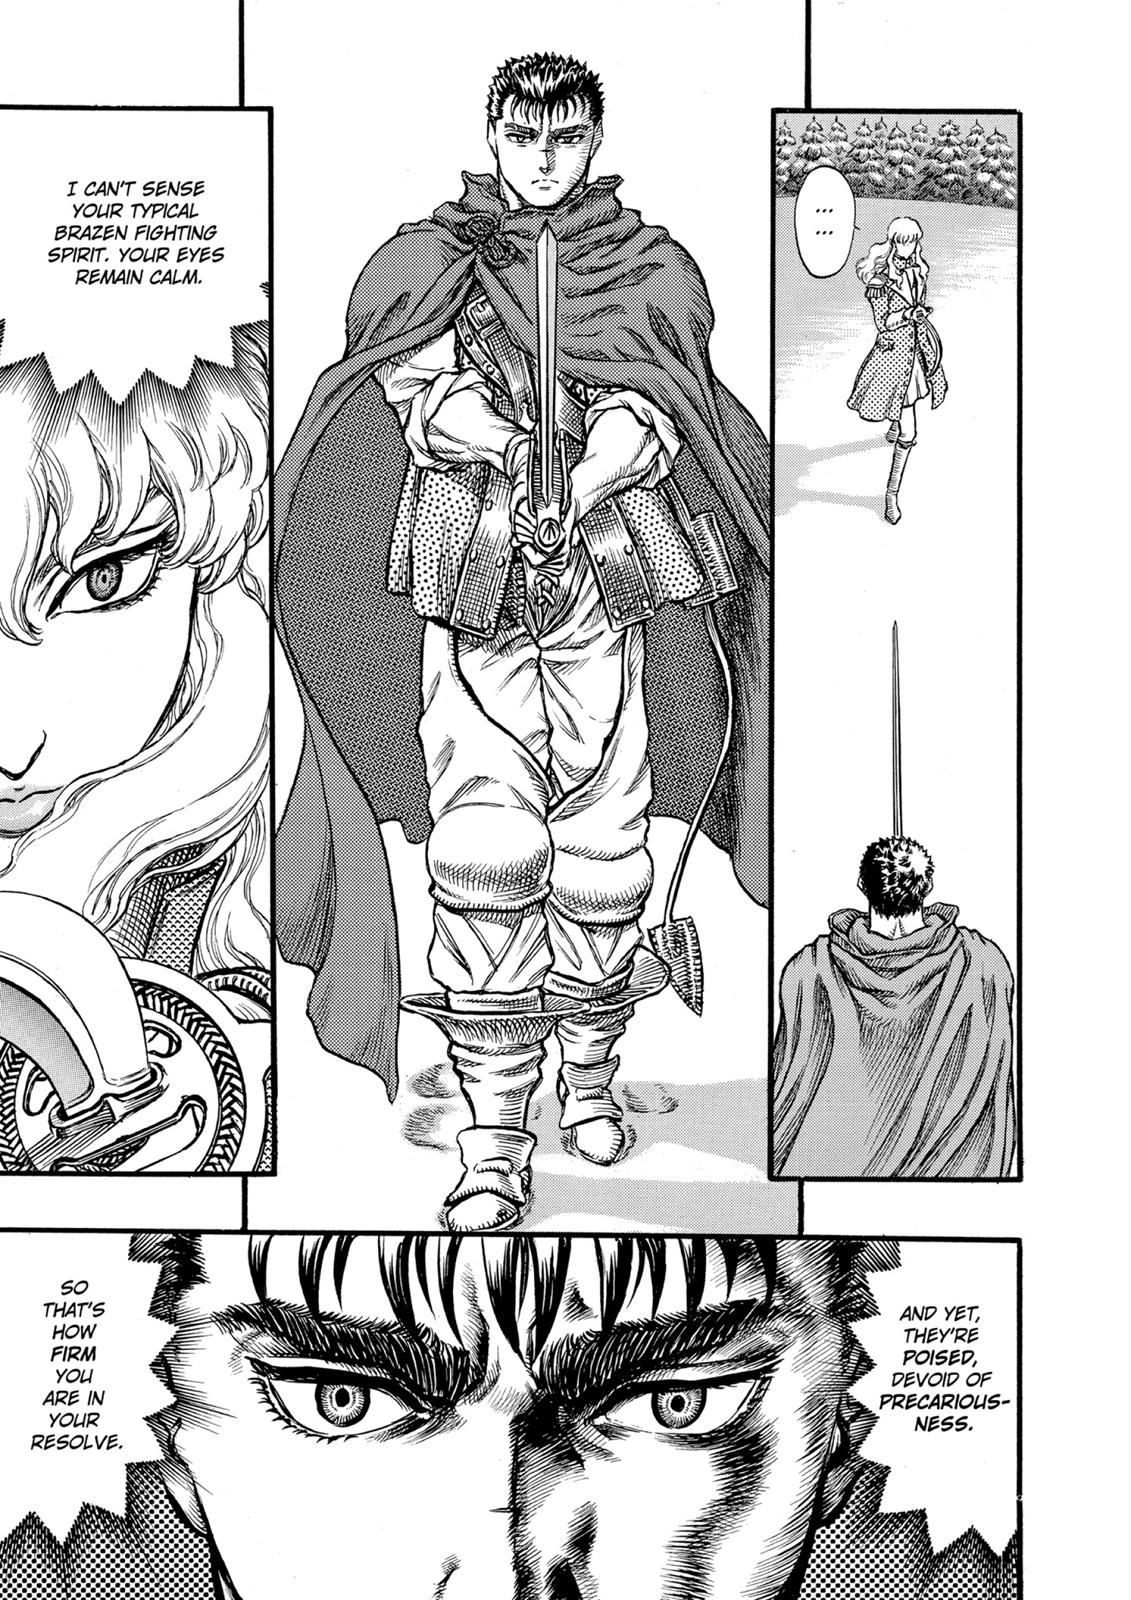 ...
...
I CAN'T SENSE
YOUR TYPICAL
BRAZEN FIGHTING
SPIRIT. YOUR EYES
REMAIN CALM.
AND YET,
THEY'RE
POISED,
DEVOID OF
PRECARIOUS-
NESS.
SO
THAT'S
HOW
FIRM
YOU
ARE IN
YOUR
RESOLVE.